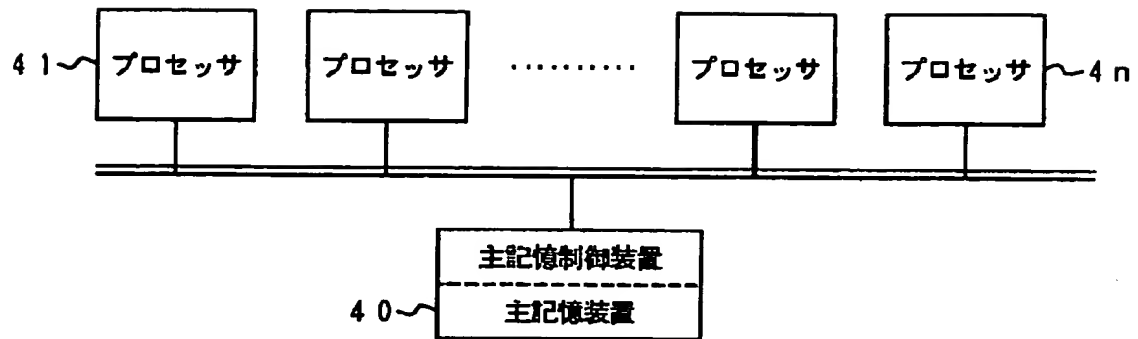 41 プロセッサ プロセッサ ......... プロセッサ プロセッサ 4n
主記憶制御装置
40 主記憶装置